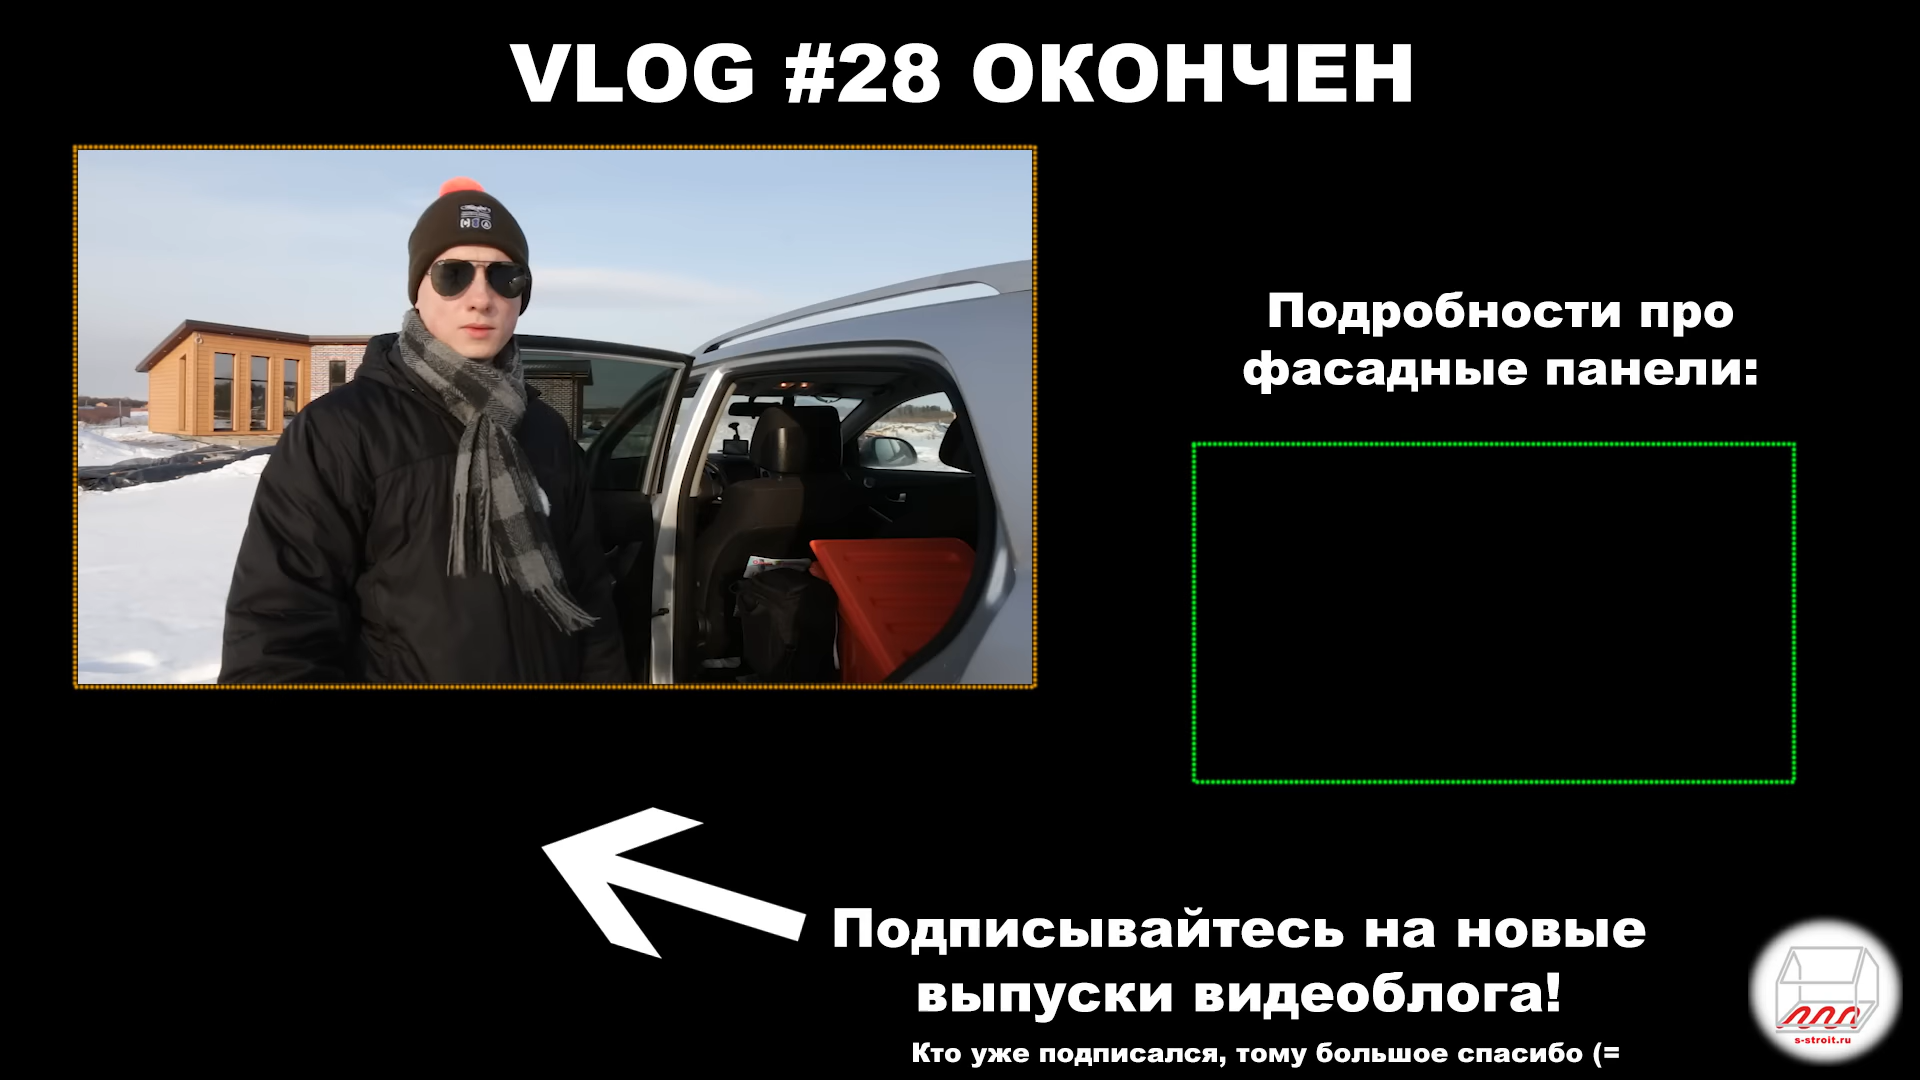 VLOG #28 ОКОНЧЕН
Подробности про
фасадные панели:
Подписывайтесь на новые
выпуски видеоблога!
Кто уже подписался, тому большое спасибо (=
s-stroit.ru